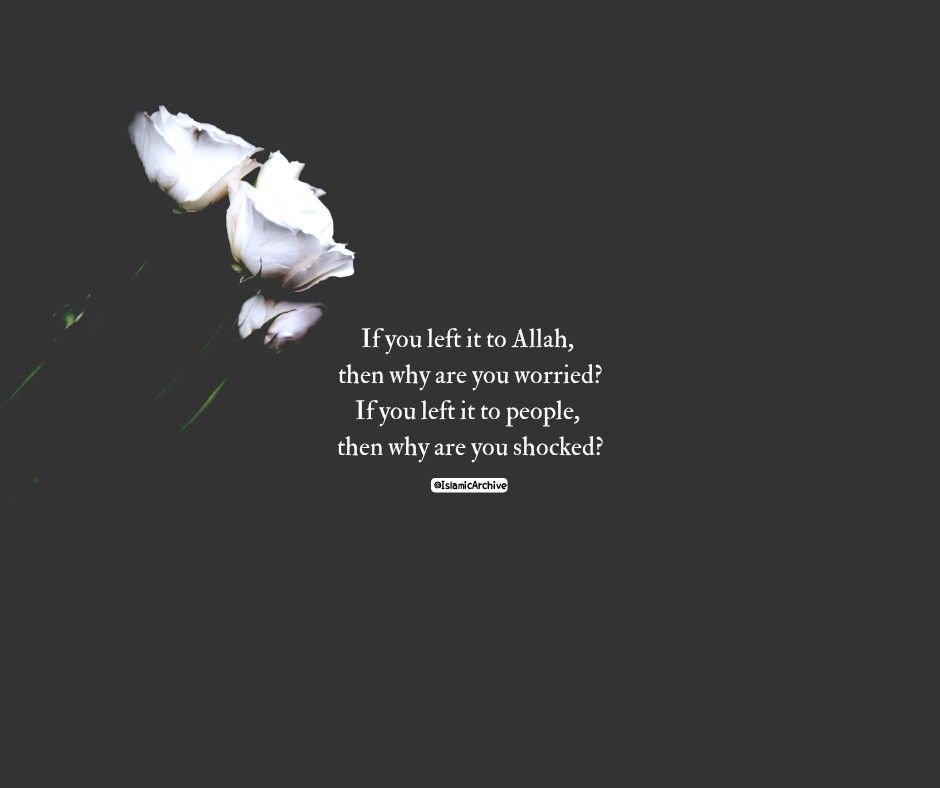 If you left it to Allah,
then why are you worried?
If you left it to people,
then why are you shocked?
@IslamicArchive